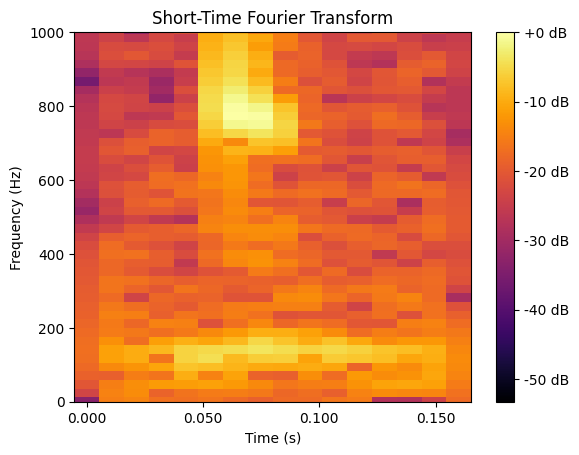 Short-Time Fourier Transform
1000
800
600
400
200
0
Frequency (Hz)
0.000
0.050
0.100
0.150
Time (s)
+0 dB
-10 dB
-20 dB
-30 dB
-40 dB
-50 dB